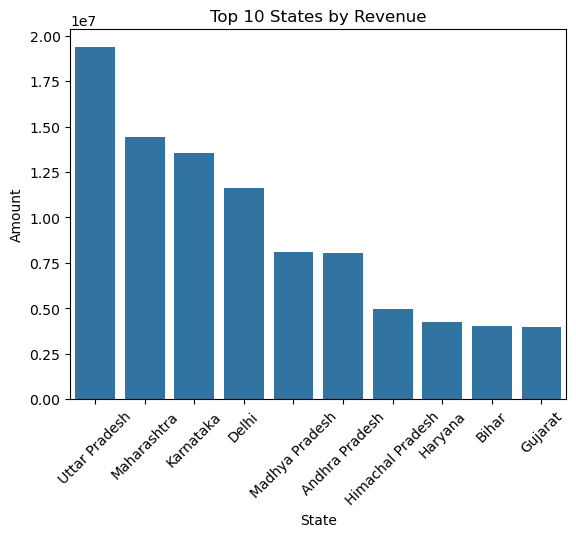 Top 10 States by Revenue
1e7
2.00
1.75
1.50
1.25
1.00
0.75
0.50
0.25
0.00
Amount
Uttar Pradesh
Maharashtra
Karnataka
Delhi
Madhya Pradesh
Andhra Pradesh
Himachal Pradesh
Haryana
Bihar
Gujarat
State